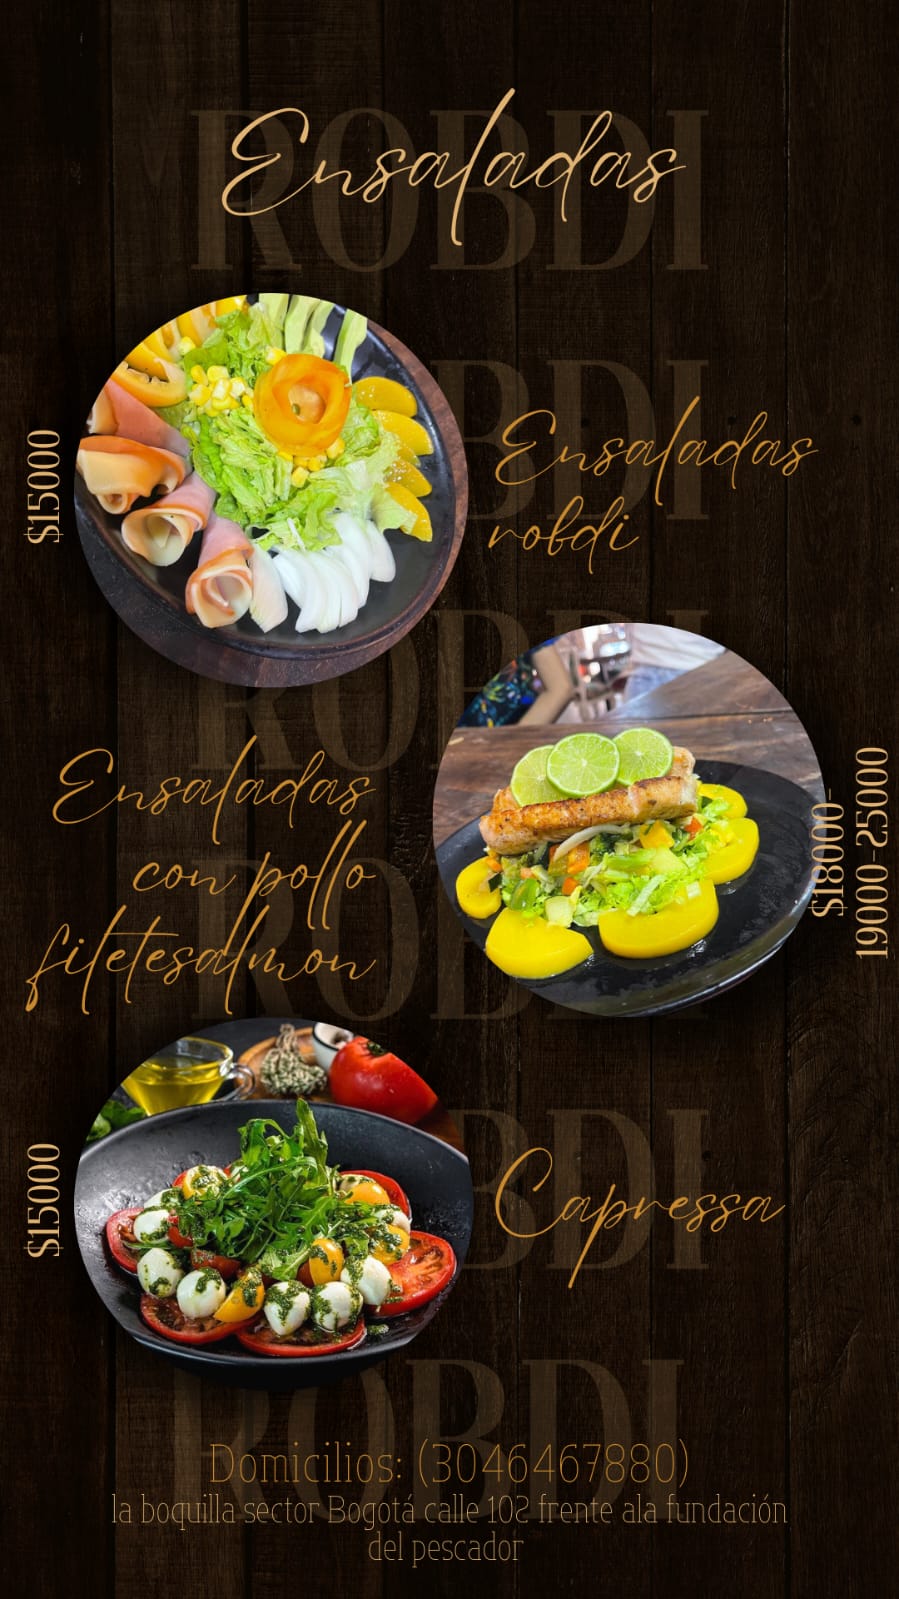 Ensaladas
ROBDI
$15000
Ensaladas
robdi
Ensaladas
con pollo
filetesalmon
$18000-
19000-25000
$15000
Capressa
Domicilios: (3046467880)
la boquilla sector Bogotá calle 102 frente ala fundación
del pescador